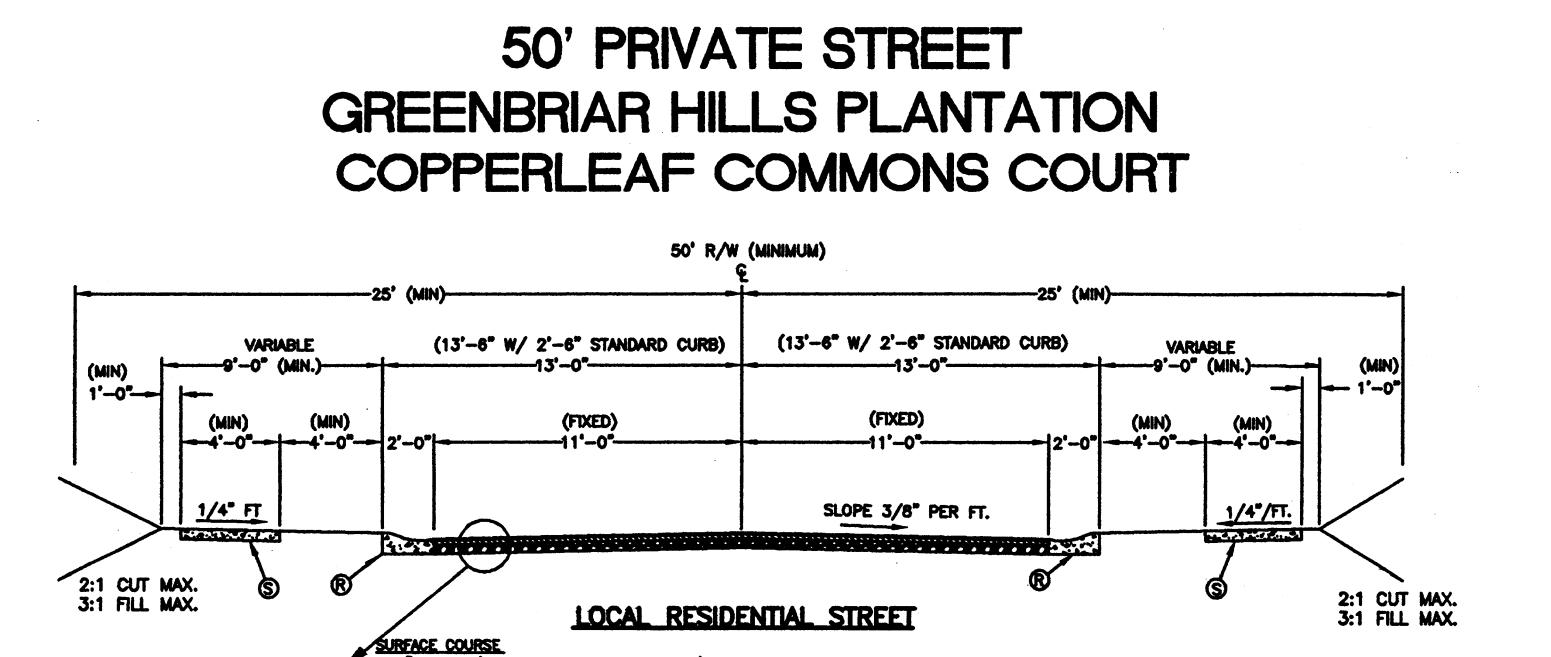 50' PRIVATE STREET
GREENBRIAR HILLS PLANTATION
COPPERLEAF COMMONS COURT
50' R/W (MINIMUM)
℄
25' (MIN) 25' (MIN)
VARIABLE (13'-6" W/ 2'-6" STANDARD CURB) (13'-6" W/ 2'-6" STANDARD CURB) VARIABLE
9'-0" (MIN.) 13'-0" 13'-0" 9'-0" (MIN.)
(MIN) (MIN)
1'-0" 1'-0"
(MIN) (MIN) (FIXED) (FIXED) (MIN) (MIN)
4'-0" 4'-0" 2'-0" 11'-0" 11'-0" 2'-0" 4'-0" 4'-0"
1/4" FT SLOPE 3/8" PER FT. 1/4"/FT.
S R R S
2:1 CUT MAX. 2:1 CUT MAX.
3:1 FILL MAX. 3:1 FILL MAX.
LOCAL RESIDENTIAL STREET
SURFACE COURSE